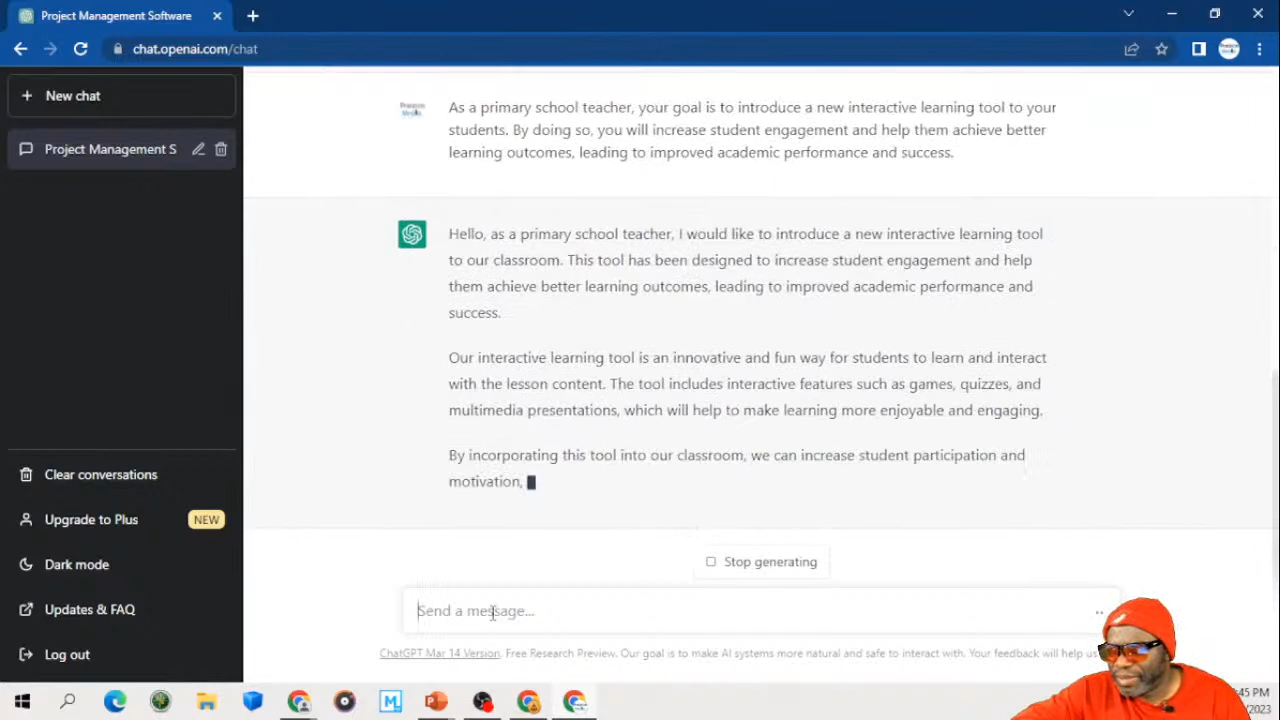 Project Management Software
chat.openai.com/chat
New chat
Project Management S
As a primary school teacher, your goal is to introduce a new interactive learning tool to your
students. By doing so, you will increase student engagement and help them achieve better
learning outcomes, leading to improved academic performance and success.
Hello, as a primary school teacher, I would like to introduce a new interactive learning tool
to our classroom. This tool has been designed to increase student engagement and help
them achieve better learning outcomes, leading to improved academic performance and
success.
Our interactive learning tool is an innovative and fun way for students to learn and interact
with the lesson content. The tool includes interactive features such as games, quizzes, and
multimedia presentations, which will help to make learning more enjoyable and engaging.
By incorporating this tool into our classroom, we can increase student participation and
motivation,
Clear conversations
Upgrade to Plus NEW
Dark mode
Updates & FAQ
Log out
Stop generating
Send a message...
ChatGPT Mar 14 Version. Free Research Preview. Our goal is to make AI systems more natural and safe to interact with. Your feedback will help us
:45 PM
/2023